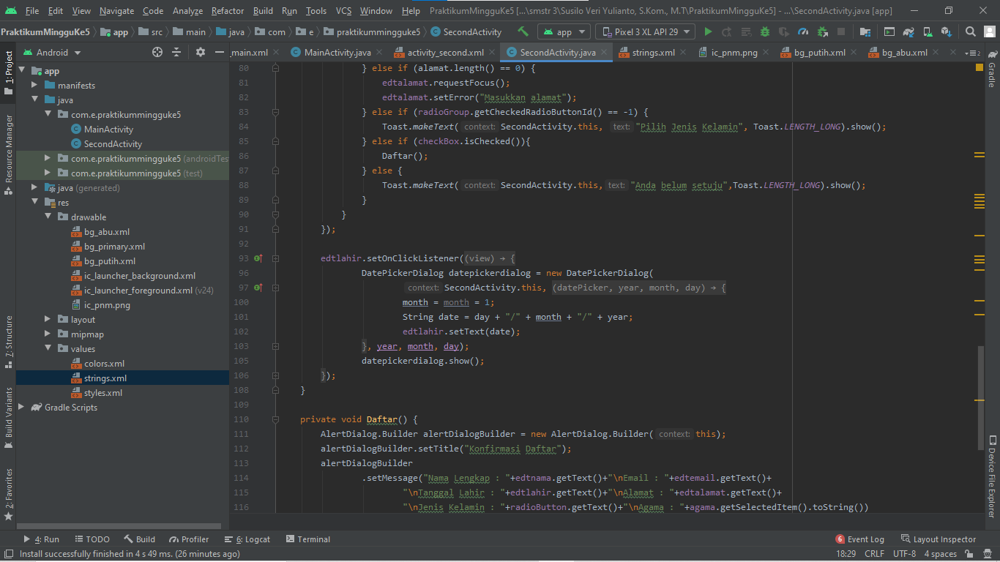 File Edit View Navigate Code Analyze Refactor Build Run Tools VCS Window Help PraktikumMingguKe5 [...\smstr 3\Susilo Veri Yulianto, S.Kom., M.T\PraktikumMingguKe5] - ...\SecondActivity.java [app]
PraktikumMingguKe5 app src main java com e praktikummingguke5 SecondActivity app Pixel 3 XL API 29
Android _main.xml MainActivity.java activity_second.xml SecondActivity.java strings.xml ic_pnm.png bg_putih.xml bg_abu.xml 2
1: Project
Resource Manager
7: Structure
Build Variants
2: Favorites
app
manifests
java
com.e.praktikummingguke5
MainActivity
SecondActivity
com.e.praktikummingguke5 (androidTest
com.e.praktikummingguke5 (test)
java (generated)
res
drawable
bg_abu.xml
bg_primary.xml
bg_putih.xml
ic_launcher_background.xml
ic_launcher_foreground.xml (v24)
ic_pnm.png
layout
mipmap
values
colors.xml
strings.xml
styles.xml
Gradle Scripts
80 } else if (alamat.length() == 0) {
81 edtalamat.requestFocus();
82 edtalamat.setError("Masukkan alamat");
83 } else if (radioGroup.getCheckedRadioButtonId() == -1) {
84 Toast.makeText( context: SecondActivity.this, text: "Pilih Jenis Kelamin", Toast.LENGTH_LONG).show();
85 } else if (checkBox.isChecked()){
86 Daftar();
87 } else {
88 Toast.makeText( context: SecondActivity.this, text: "Anda belum setuju",Toast.LENGTH_LONG).show();
89 }
90 }
91 });
92
93 edtlahir.setOnClickListener((view) → {
96 DatePickerDialog datepickerdialog = new DatePickerDialog(
97 context: SecondActivity.this, (datePicker, year, month, day) → {
100 month = month = 1;
101 String date = day + "/" + month + "/" + year;
102 edtlahir.setText(date);
103 }, year, month, day);
105 datepickerdialog.show();
106 });
108 }
109
110 private void Daftar() {
111 AlertDialog.Builder alertDialogBuilder = new AlertDialog.Builder( context: this);
112 alertDialogBuilder.setTitle("Konfirmasi Daftar");
113 alertDialogBuilder
114 .setMessage("Nama Lengkap : "+edtnama.getText()+"\nEmail : "+edtemail.getText()+
115 "\nTanggal Lahir : "+edtlahir.getText()+"\nAlamat : "+edtalamat.getText()+
116 "\nJenis Kelamin : "+radioButton.getText()+"\nAgama : "+agama.getSelectedItem().toString())
Gradle
Device File Explorer
4: Run TODO Build Profiler 6: Logcat Terminal 6 Event Log Layout Inspector
Install successfully finished in 4 s 49 ms. (26 minutes ago) 18:29 CRLF UTF-8 4 spaces